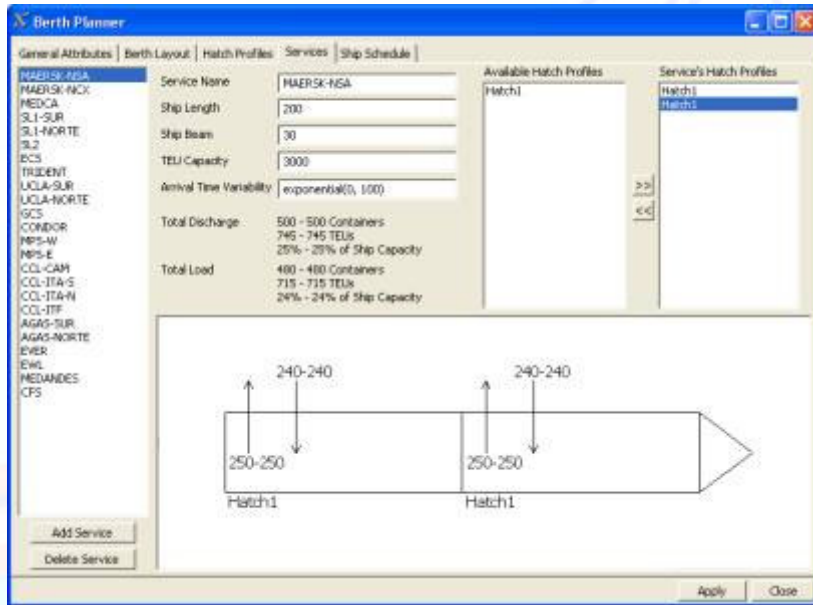 Berth Planner
General Attributes
Berth Layout
Hatch Profiles
Services
Ship Schedule
MAERSK-NSA
MAERSK-NCX
MEDCA
SL1-SUR
SL1-NORTE
SL2
ECS
TRIDENT
UCLA-SUR
UCLA-NORTE
GCS
CONDOR
MPS-W
MPS-E
CCL-CAM
CCL-ITA-S
CCL-ITA-N
CCL-ITF
AGAS-SUR
AGAS-NORTE
EVER
EWL
MEDANDES
CFS
Add Service
Delete Service
Service Name
MAERSK-NSA
Ship Length
200
Ship Beam
30
TEU Capacity
3000
Arrival Time Variability
exponential(0, 100)
Total Discharge
500 - 500 Containers
745 - 745 TEUs
25% - 25% of Ship Capacity
Total Load
480 - 480 Containers
715 - 715 TEUs
24% - 24% of Ship Capacity
Available Hatch Profiles
Hatch1
>>
<<
Service's Hatch Profiles
Hatch1
Hatch1
240-240
240-240
250-250
250-250
Hatch1
Hatch1
Apply
Close